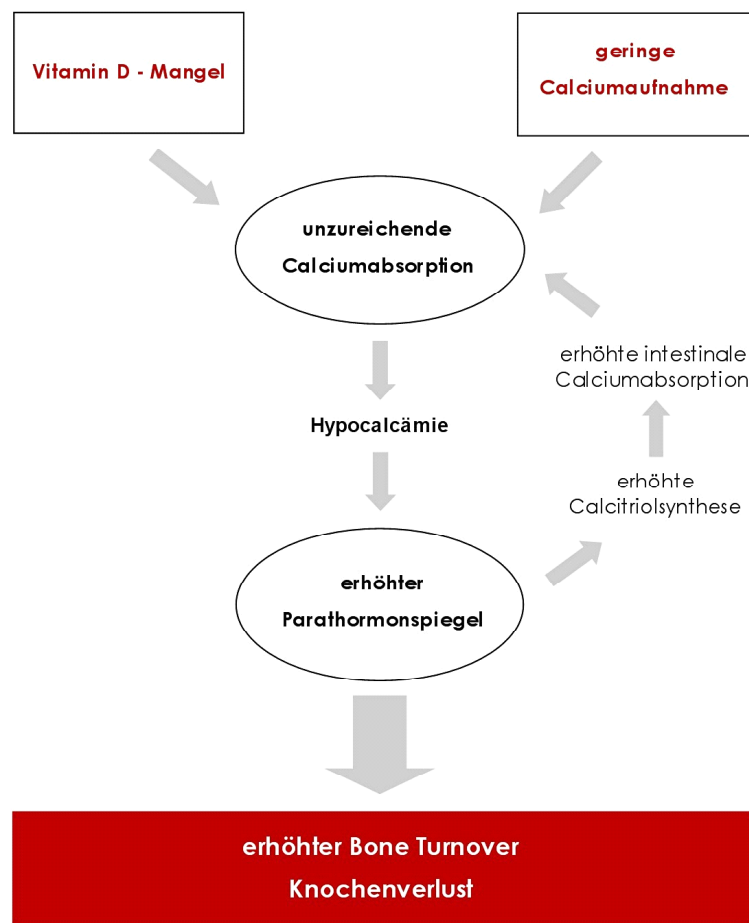 Vitamin D - Mangel
geringe
Calciumaufnahme
unzureichende
Calciumabsorption
erhöhte intestinale
Calciumabsorption
Hypocalcämie
erhöhte
Calcitriolsynthese
erhöhter
Parathormonspiegel
erhöhter Bone Turnover
Knochenverlust